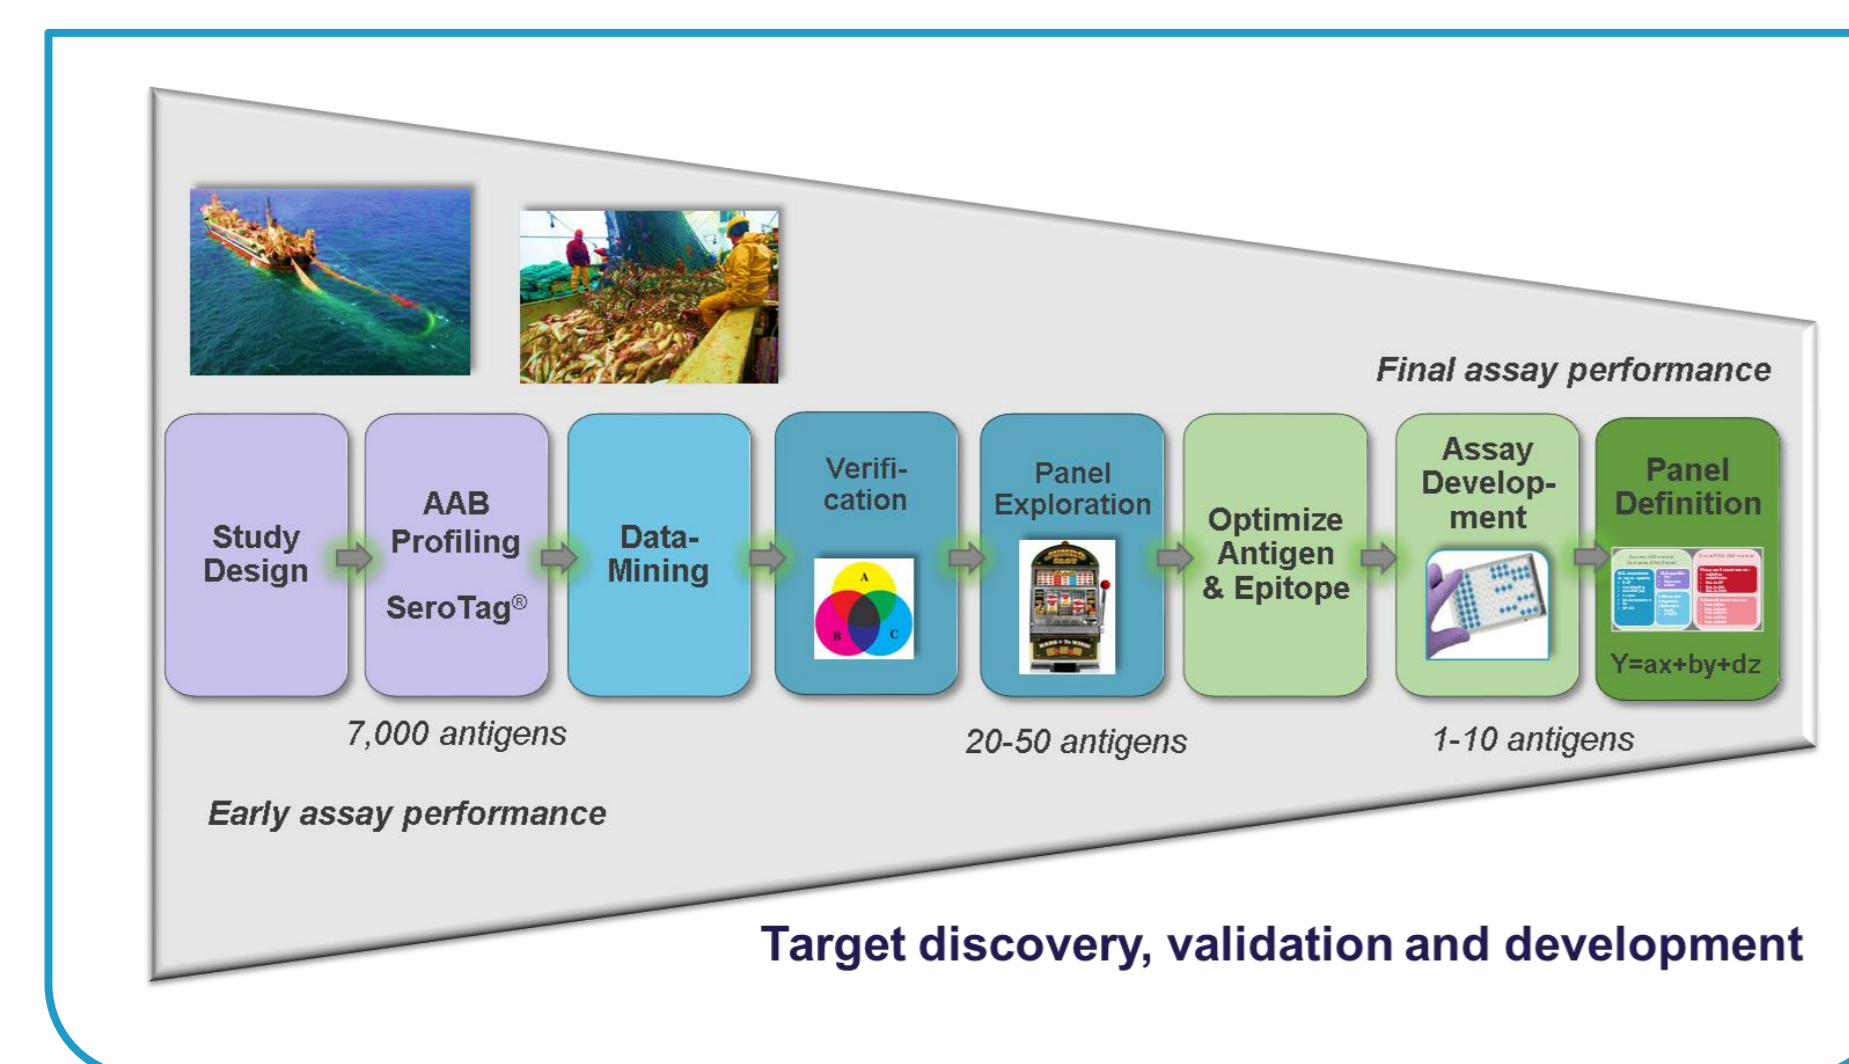 Final assay performance
Study
Design
AAB
Profiling
SeroTag®
Data-
Mining
Verifi-
cation
A
B
C
Panel
Exploration
Optimize
Antigen
& Epitope
Assay
Develop-
ment
Panel
Definition
Y=ax+by+dz
7,000 antigens
20-50 antigens
1-10 antigens
Early assay performance
Target discovery, validation and development